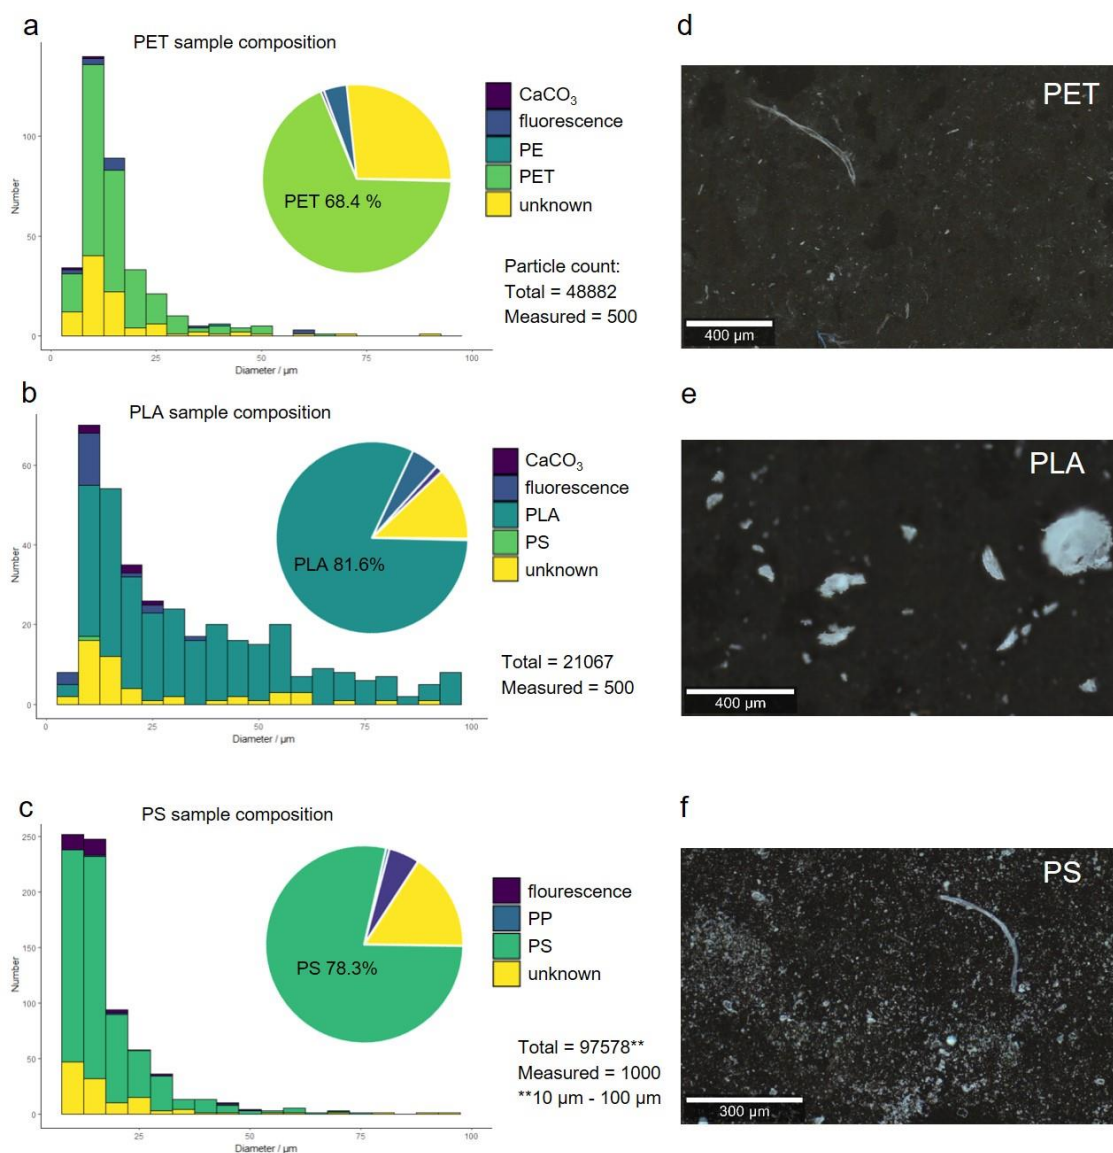 a
PET sample composition
100
50
0
Number
0
25
50
75
100
Diameter / µm
PET 68.4 %
CaCO₃
fluorescence
PE
PET
unknown
Particle count:
Total = 48882
Measured = 500
d
PET
400 µm
b
PLA sample composition
60
40
20
0
Number
0
25
50
75
100
Diameter / µm
PLA 81.6%
CaCO₃
fluorescence
PLA
PS
unknown
Total = 21067
Measured = 500
e
PLA
400 µm
c
PS sample composition
250
200
150
100
50
0
Number
25
50
75
100
Diameter / µm
PS 78.3%
flourescence
PP
PS
unknown
Total = 97578**
Measured = 1000
**10 µm - 100 µm
f
PS
300 µm